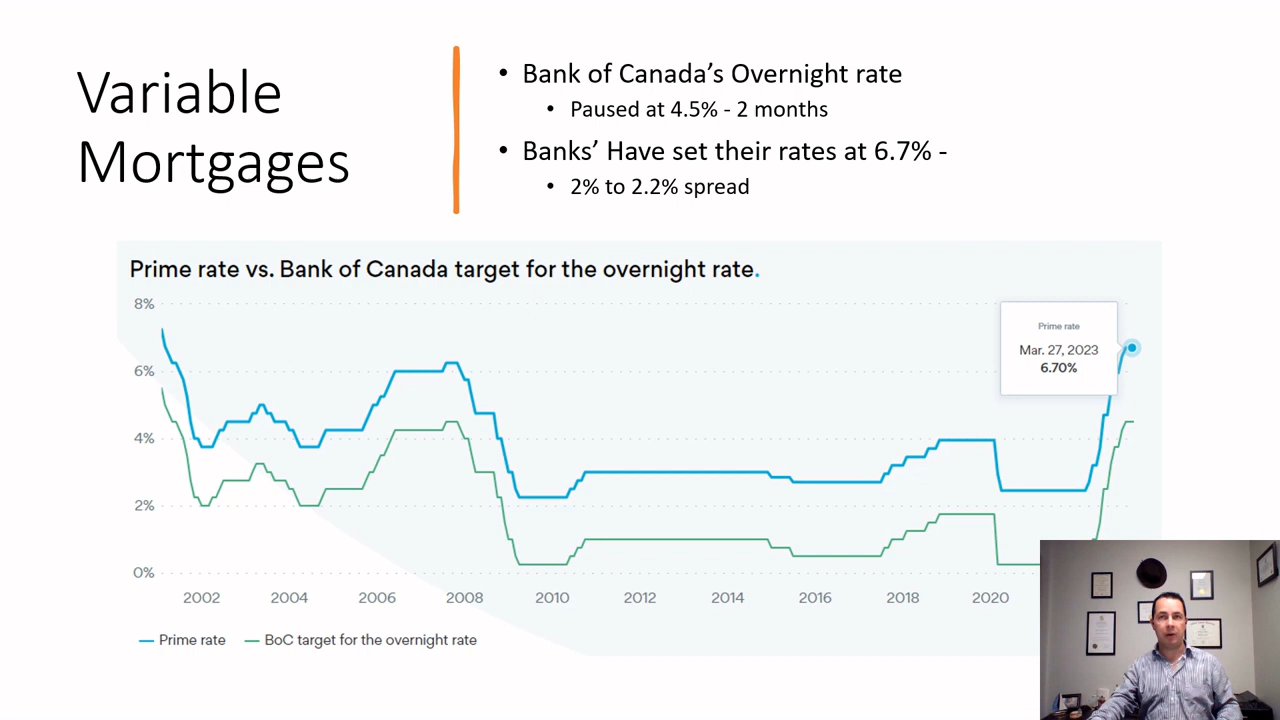 Variable
Mortgages
• Bank of Canada’s Overnight rate
• Paused at 4.5% - 2 months
• Banks’ Have set their rates at 6.7% -
• 2% to 2.2% spread
Prime rate vs. Bank of Canada target for the overnight rate.
8%
6%
4%
2%
0%
Prime rate
Mar. 27, 2023
6.70%
2002 2004 2006 2008 2010 2012 2014 2016 2018 2020
Prime rate BoC target for the overnight rate